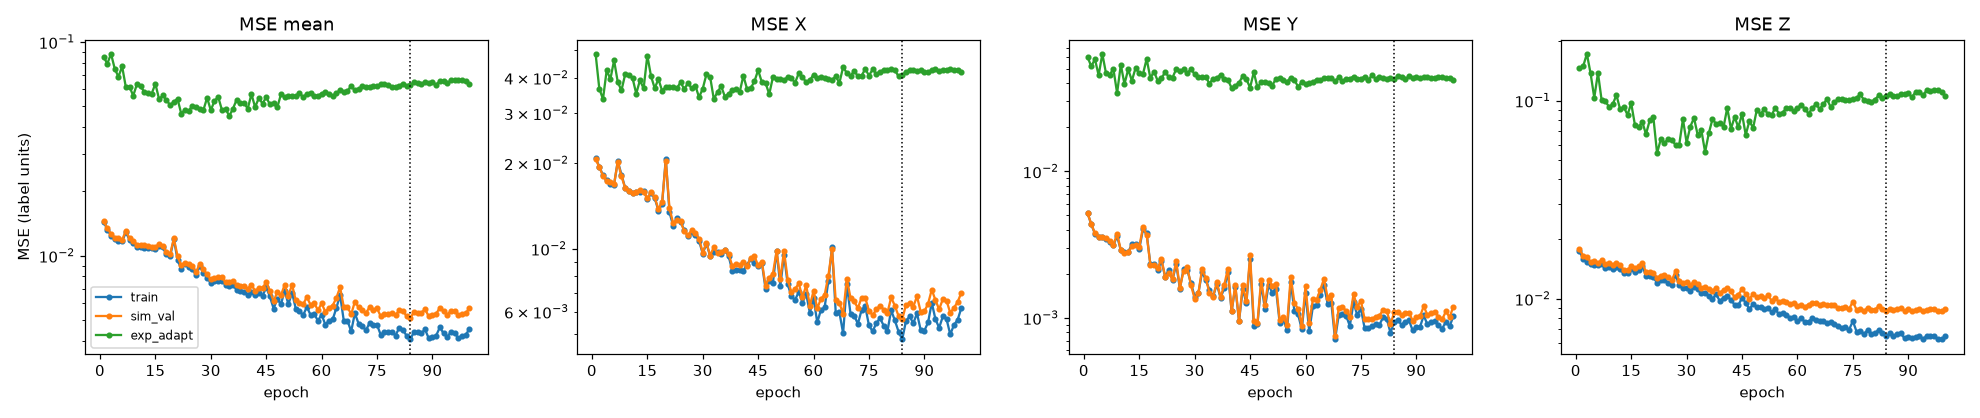 MSE mean
MSE X
MSE Y
MSE Z
MSE (label units)
10⁻¹
10⁻²
train
sim_val
exp_adapt
0 15 30 45 60 75 90
epoch
4 × 10⁻²
3 × 10⁻²
2 × 10⁻²
10⁻²
6 × 10⁻³
0 15 30 45 60 75 90
epoch
10⁻²
10⁻³
0 15 30 45 60 75 90
epoch
10⁻¹
10⁻²
0 15 30 45 60 75 90
epoch